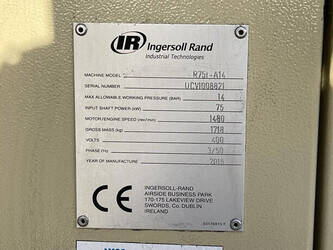 IR Ingersoll Rand
Industrial Technologies
MACHINE MODEL R75I-A14
SERIAL NUMBER UCV1008821
MAX ALLOWABLE WORKING PRESSURE (BAR) 14
INPUT SHAFT POWER (kW) 75
MOTOR/ENGINE SPEED (rev/min) 1480
GROSS MASS (kg) 1718
VOLTS 400
PHASE/Hz 3/50
YEAR OF MANUFACTURE 2015
CE
INGERSOLL-RAND
AIRSIDE BUSINESS PARK
170-175 LAKEVIEW DRIVE
SWORDS, Co. DUBLIN
IRELAND